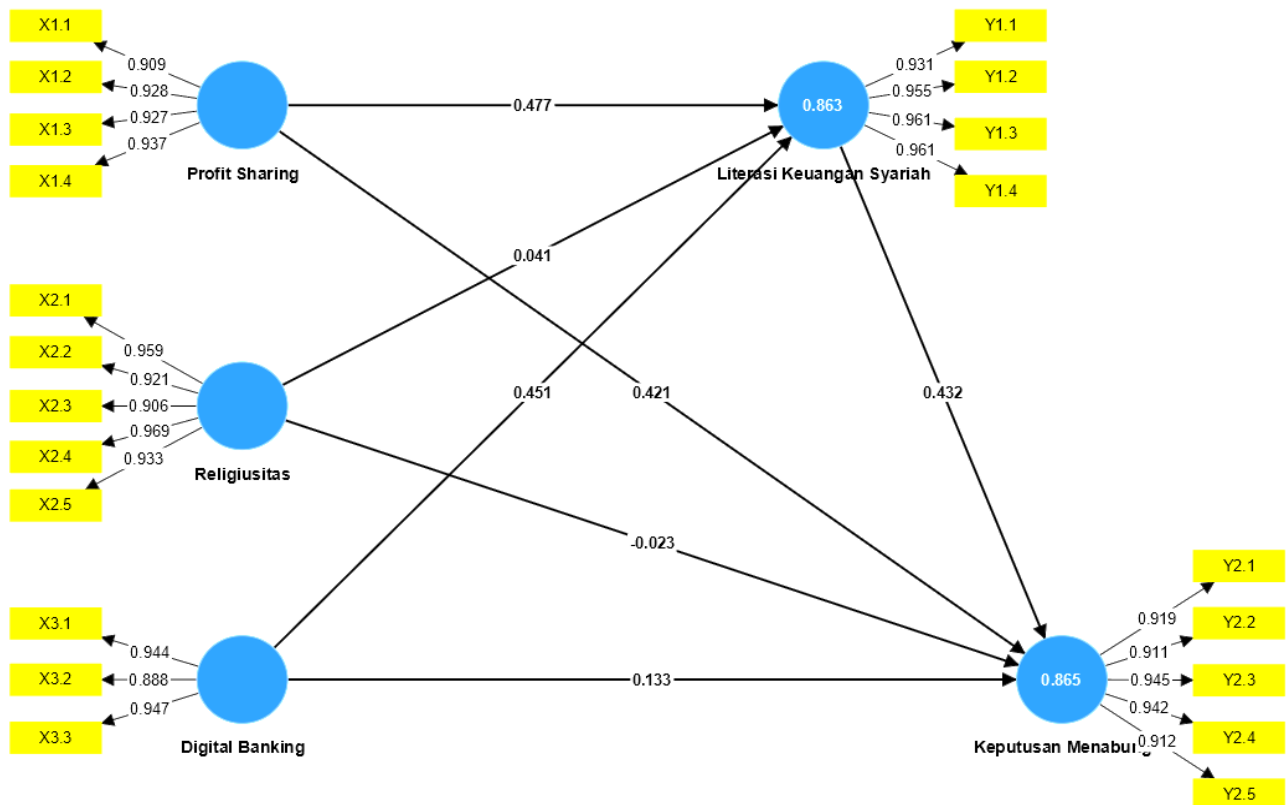 X1.1
0.909
X1.2
0.928
X1.3
0.927
X1.4
0.937
Profit Sharing
0.477
0.863
Literasi Keuangan Syariah
Y1.1
0.931
Y1.2
0.955
Y1.3
0.961
Y1.4
0.961
0.041
X2.1
0.959
X2.2
0.921
X2.3
0.906
X2.4
0.969
X2.5
0.933
Religiusitas
0.451
0.421
0.432
-0.023
X3.1
0.944
X3.2
0.888
X3.3
0.947
Digital Banking
0.133
0.865
Keputusan
Y2.1
0.919
Y2.2
0.911
Y2.3
0.945
Y2.4
0.942
Y2.5
0.912